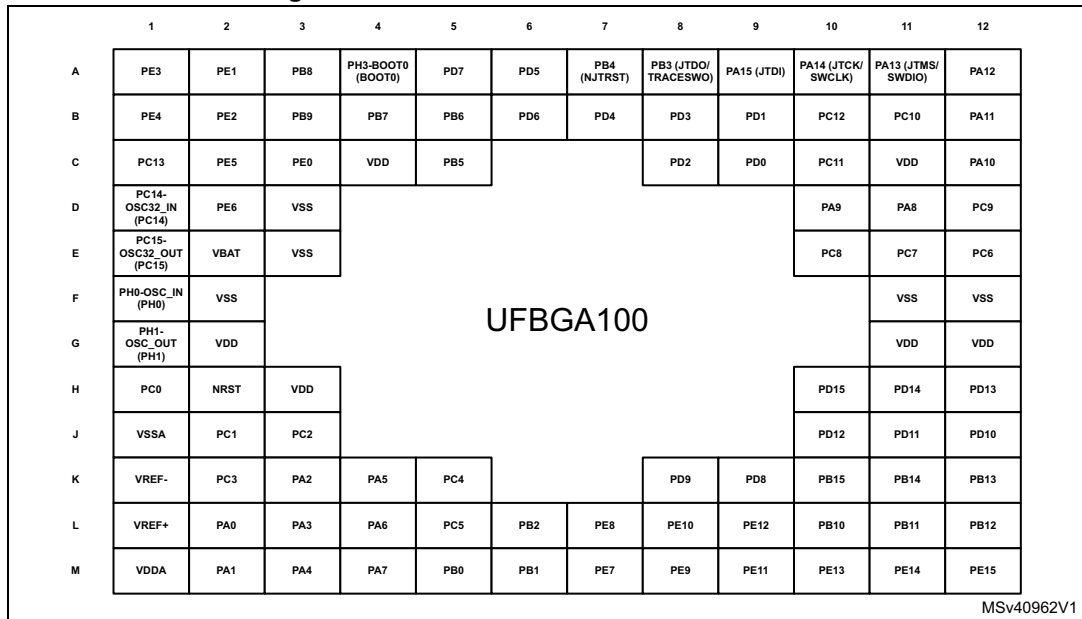 1 2 3 4 5 6 7 8 9 10 11 12
A PE3 PE1 PB8 PH3-BOOT0 (BOOT0) PD7 PD5 PB4 (NJTRST) PB3 (JTDO/ TRACESWO) PA15 (JTDI) PA14 (JTCK/ SWCLK) PA13 (JTMS/ SWDIO) PA12
B PE4 PE2 PB9 PB7 PB6 PD6 PD4 PD3 PD1 PC12 PC10 PA11
C PC13 PE5 PE0 VDD PB5 PD2 PD0 PC11 VDD PA10
D PC14- OSC32_IN (PC14) PE6 VSS PA9 PA8 PC9
E PC15- OSC32_OUT (PC15) VBAT VSS PC8 PC7 PC6
F PH0-OSC_IN (PH0) VSS VSS VSS
UFBGA100
G PH1- OSC_OUT (PH1) VDD VDD VDD
H PC0 NRST VDD PD15 PD14 PD13
J VSSA PC1 PC2 PD12 PD11 PD10
K VREF- PC3 PA2 PA5 PC4 PD9 PD8 PB15 PB14 PB13
L VREF+ PA0 PA3 PA6 PC5 PB2 PE8 PE10 PE12 PB10 PB11 PB12
M VDDA PA1 PA4 PA7 PB0 PB1 PE7 PE9 PE11 PE13 PE14 PE15
MSv40962V1